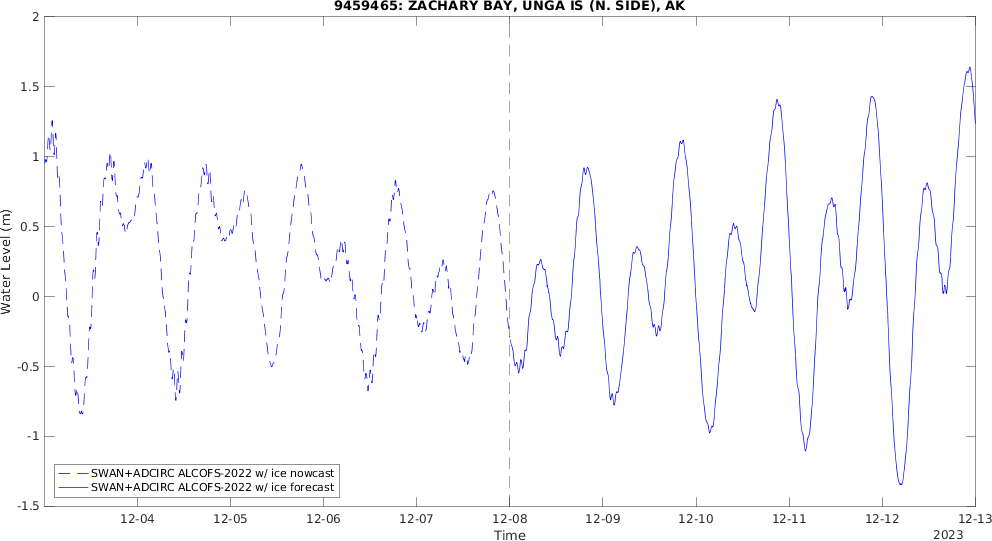 9459465: ZACHARY BAY, UNGA IS (N. SIDE), AK
2
1.5
1
0.5
0
-0.5
-1
-1.5
Water Level (m)
SWAN+ADCIRC ALCOFS-2022 w/ ice nowcast
SWAN+ADCIRC ALCOFS-2022 w/ ice forecast
12-04 12-05 12-06 12-07 12-08 12-09 12-10 12-11 12-12 12-13
Time
2023